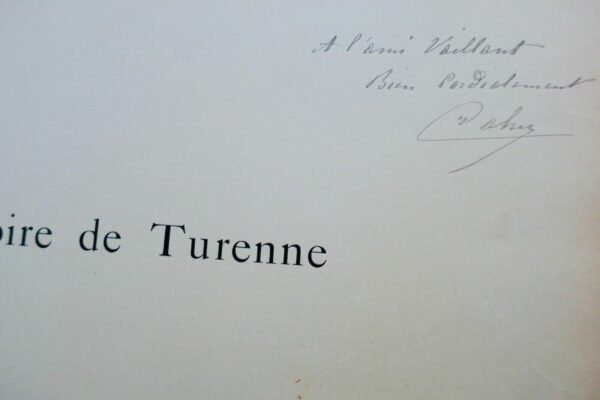 A l'ami Vaillant
Bien Cordialement
oire de Turenne